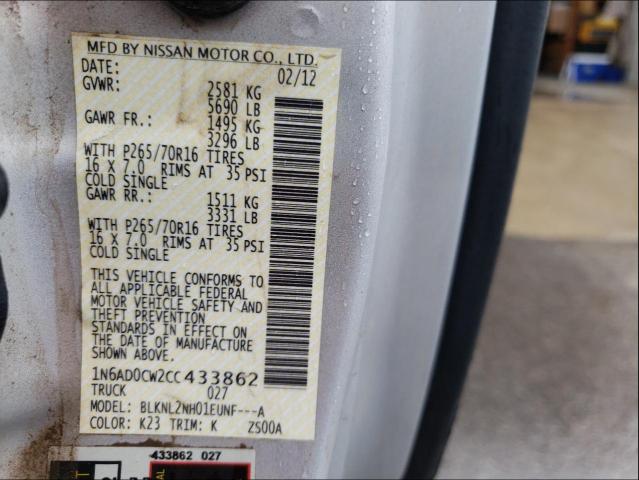 MFD BY NISSAN MOTOR CO., LTD.
DATE: 02/12
GVWR: 2581 KG
5690 LB
GAWR FR.: 1495 KG
3296 LB
WITH P265/70R16 TIRES
16 X 7.0 RIMS AT 35 PSI
COLD SINGLE
GAWR RR.: 1511 KG
3331 LB
WITH P265/70R16 TIRES
16 X 7.0 RIMS AT 35 PSI
COLD SINGLE
THIS VEHICLE CONFORMS TO
ALL APPLICABLE FEDERAL
MOTOR VEHICLE SAFETY AND
THEFT PREVENTION
STANDARDS IN EFFECT ON
THE DATE OF MANUFACTURE
SHOWN ABOVE.
1N6AD0CW2CC433862
TRUCK 027
MODEL: BLKNL2NH01EUNF---A
COLOR: K23 TRIM: K ZS00A
433862 027